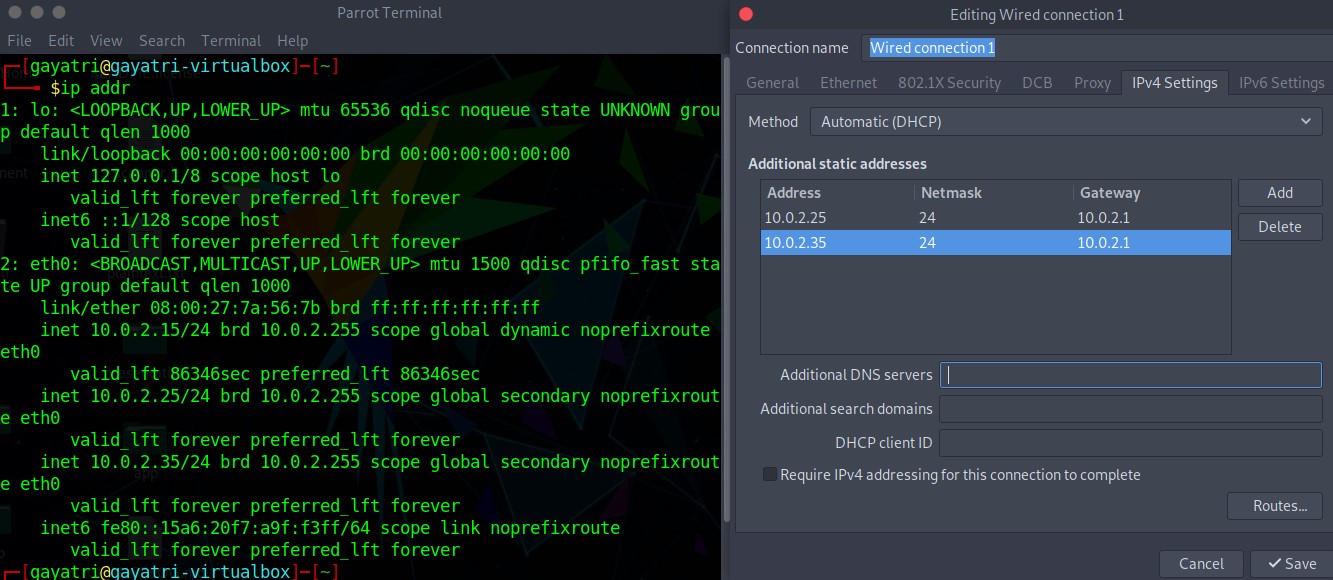 Parrot Terminal
File Edit View Search Terminal Help
[gayatri@gayatri-virtualbox]-[~]
$ip addr
1: lo: <LOOPBACK,UP,LOWER_UP> mtu 65536 qdisc noqueue state UNKNOWN grou
p default qlen 1000
link/loopback 00:00:00:00:00:00 brd 00:00:00:00:00:00
inet 127.0.0.1/8 scope host lo
valid_lft forever preferred_lft forever
inet6 ::1/128 scope host
valid_lft forever preferred_lft forever
2: eth0: <BROADCAST,MULTICAST,UP,LOWER_UP> mtu 1500 qdisc pfifo_fast sta
te UP group default qlen 1000
link/ether 08:00:27:7a:56:7b brd ff:ff:ff:ff:ff:ff
inet 10.0.2.15/24 brd 10.0.2.255 scope global dynamic noprefixroute
eth0
valid_lft 86346sec preferred_lft 86346sec
inet 10.0.2.25/24 brd 10.0.2.255 scope global secondary noprefixrout
e eth0
valid_lft forever preferred_lft forever
inet 10.0.2.35/24 brd 10.0.2.255 scope global secondary noprefixrout
e eth0
valid_lft forever preferred_lft forever
inet6 fe80::15a6:20f7:a9f:f3ff/64 scope link noprefixroute
valid_lft forever preferred_lft forever
[gayatri@gayatri-virtualbox]-[~]
Editing Wired connection 1
Connection name Wired connection 1
General Ethernet 802.1X Security DCB Proxy IPv4 Settings IPv6 Settings
Method Automatic (DHCP)
Additional static addresses
Address Netmask Gateway
Add
10.0.2.25 24 10.0.2.1
Delete
10.0.2.35 24 10.0.2.1
Additional DNS servers
Additional search domains
DHCP client ID
Require IPv4 addressing for this connection to complete
Routes...
Cancel Save